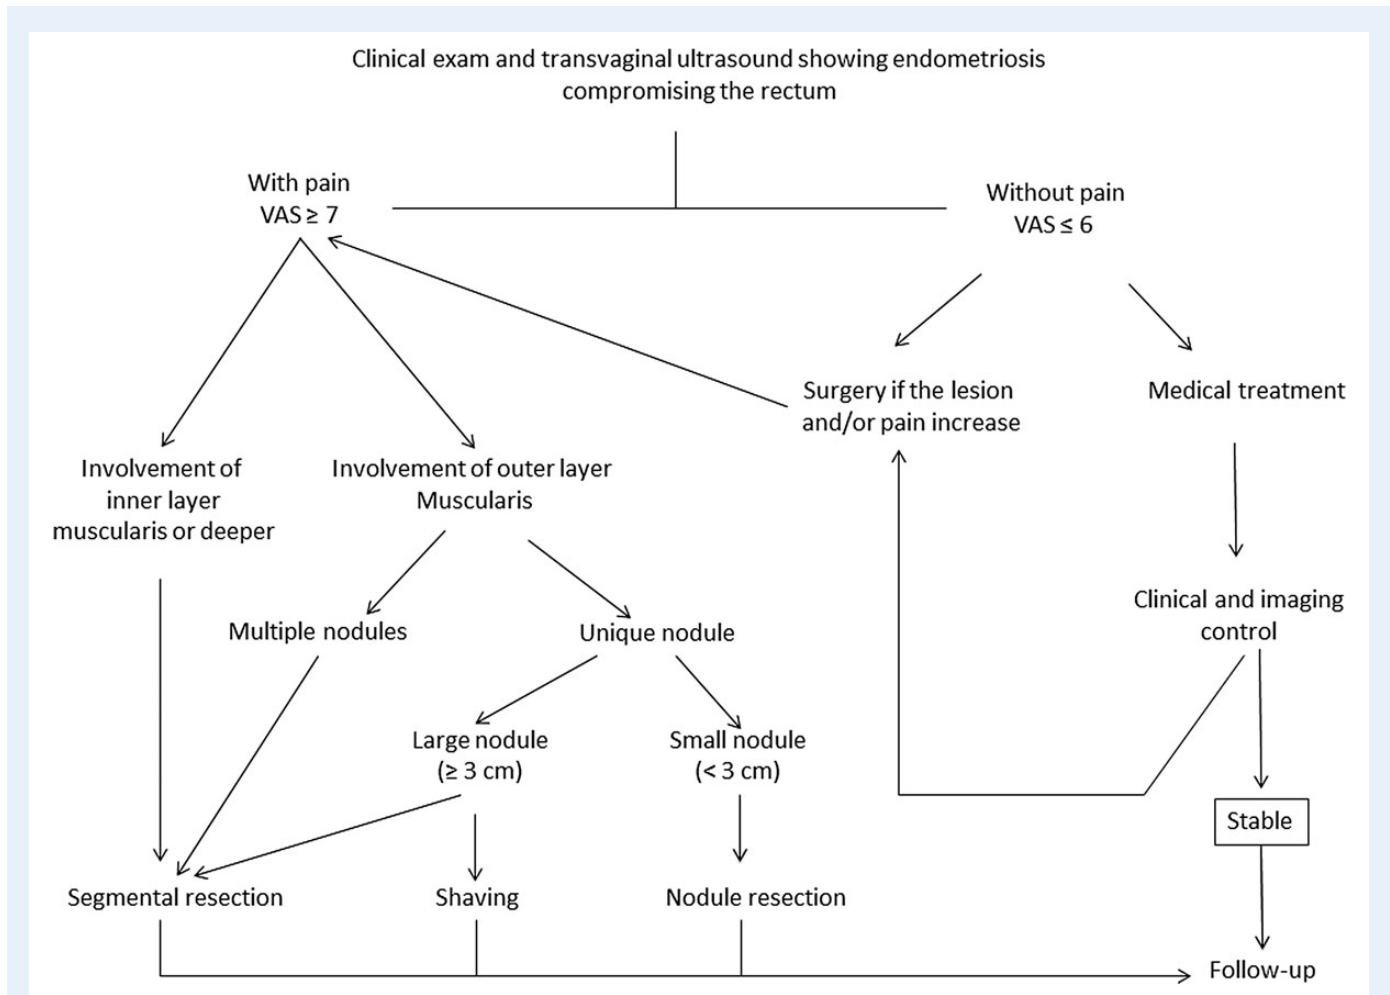 Clinical exam and transvaginal ultrasound showing endometriosis
compromising the rectum
With pain
VAS ≥ 7
Without pain
VAS ≤ 6
Surgery if the lesion
and/or pain increase
Medical treatment
Involvement of
inner layer
muscularis or deeper
Involvement of outer layer
Muscularis
Clinical and imaging
control
Multiple nodules
Unique nodule
Large nodule
(≥ 3 cm)
Small nodule
(< 3 cm)
Stable
Segmental resection
Shaving
Nodule resection
Follow-up